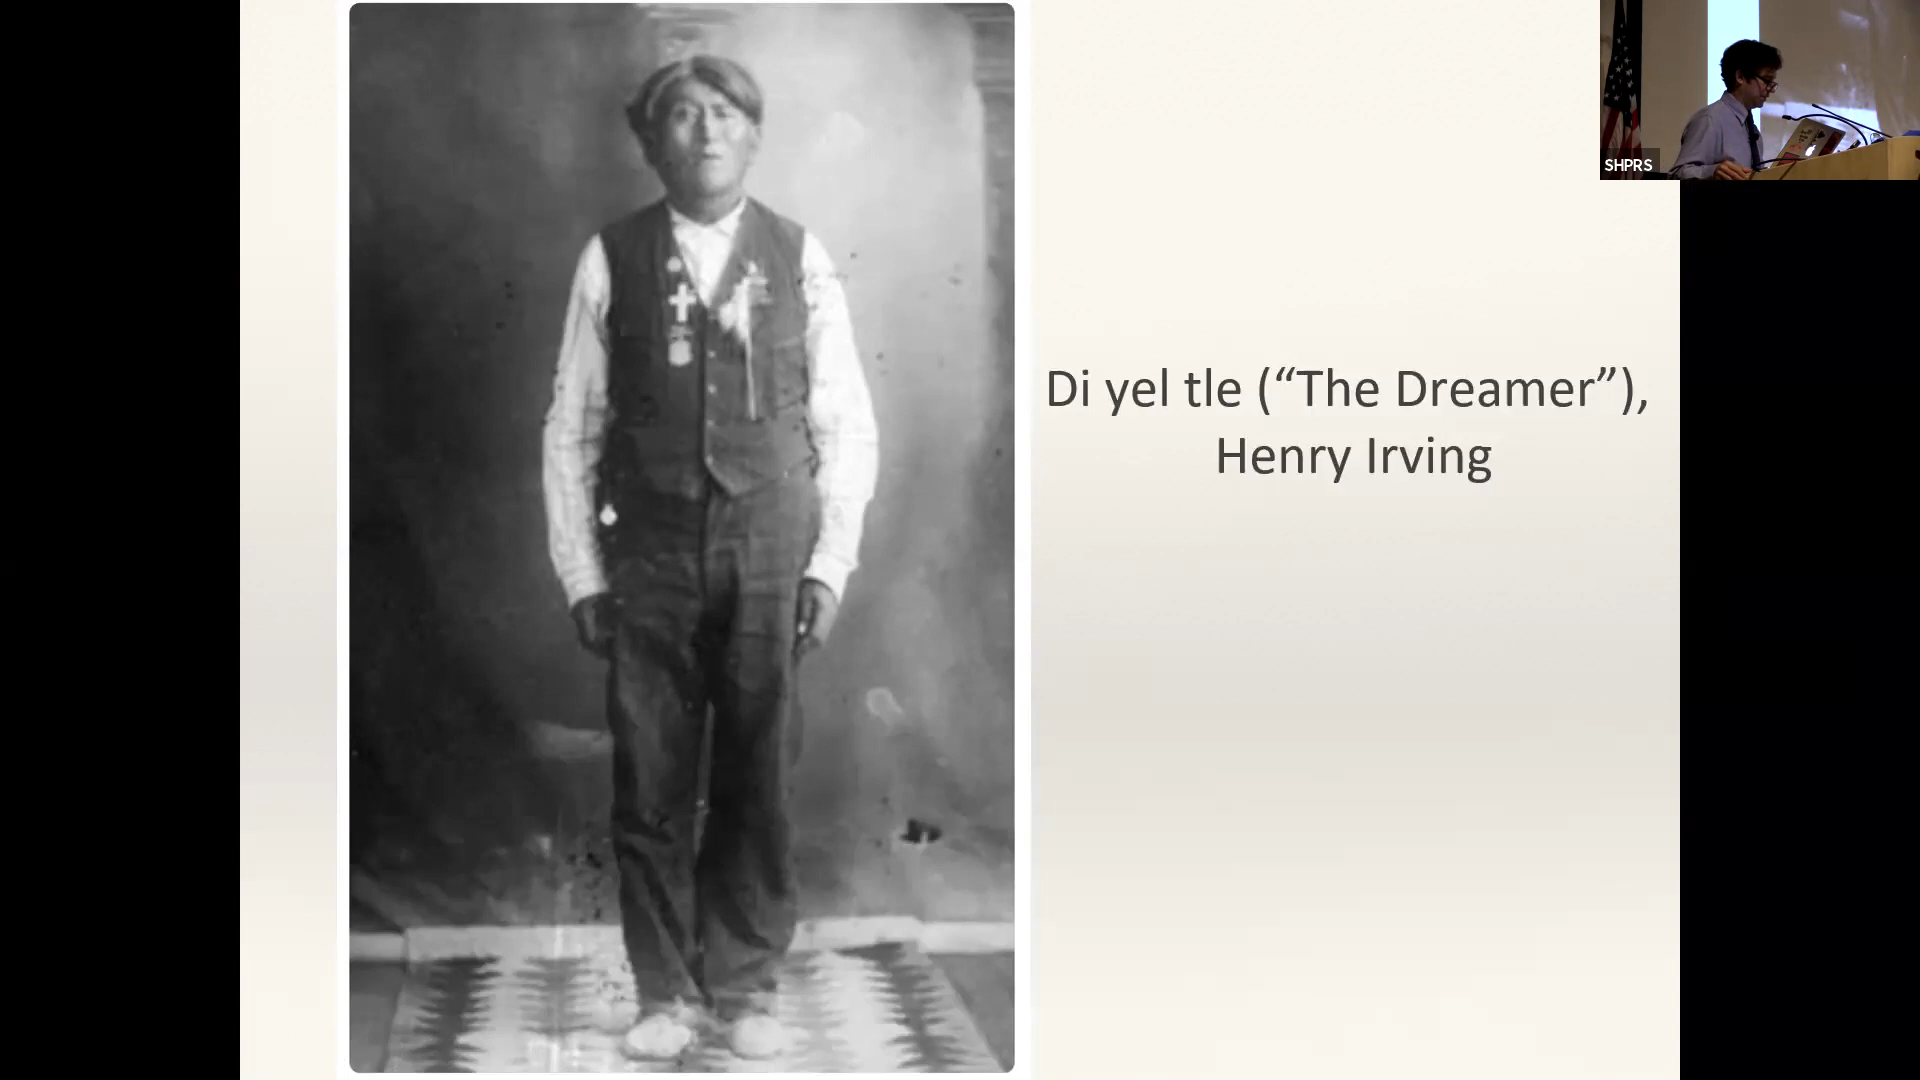 Di yel tle (“The Dreamer”),
Henry Irving
SHPRS